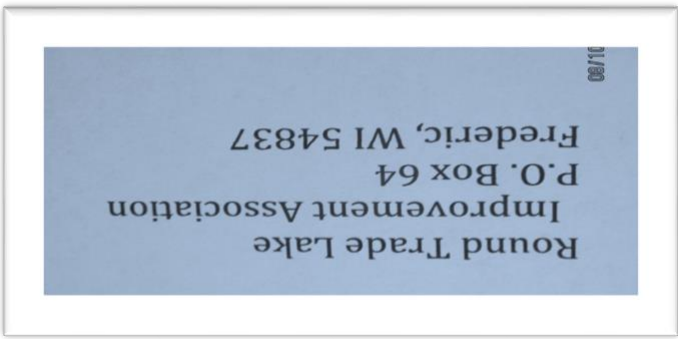 Round Trade Lake
Improvement Association
P.O. Box 64
Frederic, WI 54837